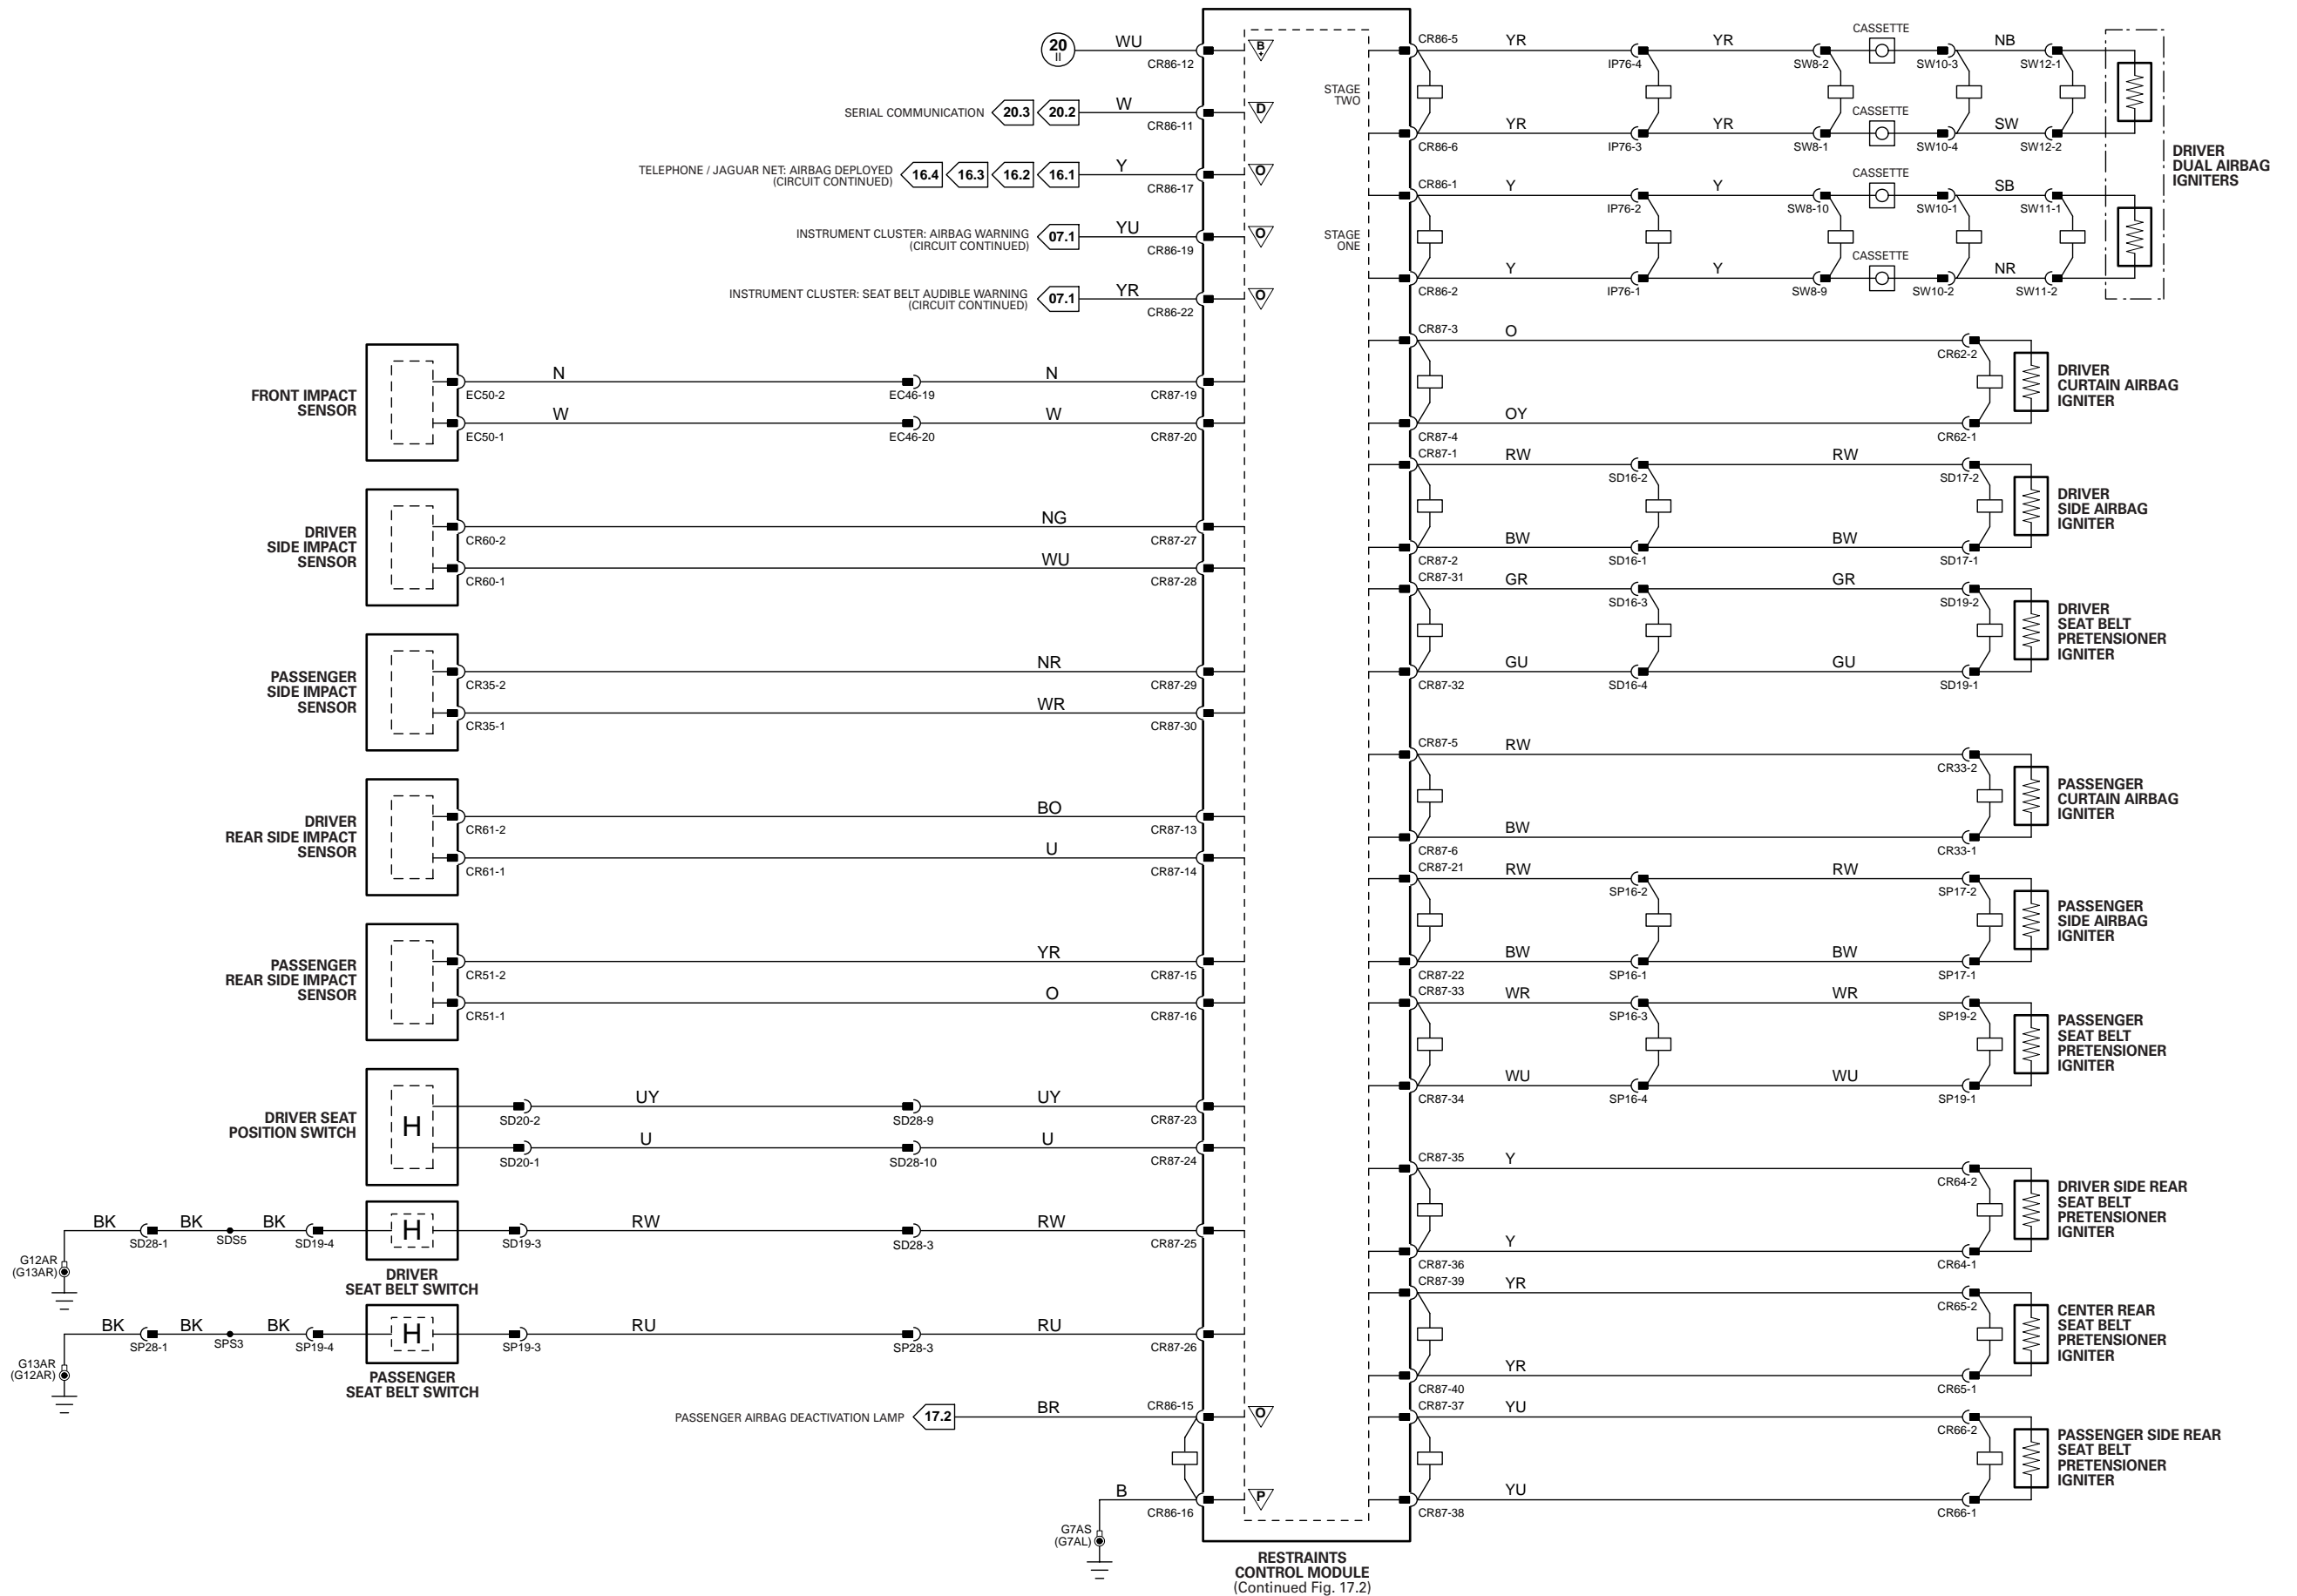 20
II
WU
CR86-12
B
+
SERIAL COMMUNICATION
20.3
20.2
W
CR86-11
D
TELEPHONE / JAGUAR NET: AIRBAG DEPLOYED
(CIRCUIT CONTINUED)
16.4
16.3
16.2
16.1
Y
CR86-17
O
INSTRUMENT CLUSTER: AIRBAG WARNING
(CIRCUIT CONTINUED)
07.1
YU
CR86-19
O
INSTRUMENT CLUSTER: SEAT BELT AUDIBLE WARNING
(CIRCUIT CONTINUED)
07.1
YR
CR86-22
O
FRONT IMPACT
SENSOR
EC50-2
N
EC46-19
N
CR87-19
EC50-1
W
EC46-20
W
CR87-20
DRIVER
SIDE IMPACT
SENSOR
CR60-2
NG
CR87-27
CR60-1
WU
CR87-28
PASSENGER
SIDE IMPACT
SENSOR
CR35-2
NR
CR87-29
CR35-1
WR
CR87-30
DRIVER
REAR SIDE IMPACT
SENSOR
CR61-2
BO
CR87-13
CR61-1
U
CR87-14
PASSENGER
REAR SIDE IMPACT
SENSOR
CR51-2
YR
CR87-15
CR51-1
O
CR87-16
DRIVER SEAT
POSITION SWITCH
H
SD20-2
UY
SD28-9
UY
CR87-23
SD20-1
U
SD28-10
U
CR87-24
G12AR
(G13AR)
BK
SD28-1
BK
SDS5
BK
SD19-4
H
DRIVER
SEAT BELT SWITCH
SD19-3
RW
SD28-3
RW
CR87-25
G13AR
(G12AR)
BK
SP28-1
BK
SPS3
BK
SP19-4
H
PASSENGER
SEAT BELT SWITCH
SP19-3
RU
SP28-3
RU
CR87-26
PASSENGER AIRBAG DEACTIVATION LAMP
17.2
BR
CR86-15
O
G7AS
(G7AL)
B
CR86-16
P
RESTRAINTS
CONTROL MODULE
(Continued Fig. 17.2)
STAGE
TWO
CR86-5
YR
IP76-4
YR
SW8-2
CASSETTE
SW10-3
NB
SW12-1
CR86-6
YR
IP76-3
YR
SW8-1
CASSETTE
SW10-4
SW
SW12-2
DRIVER
DUAL AIRBAG
IGNITERS
STAGE
ONE
CR86-1
Y
IP76-2
Y
SW8-10
CASSETTE
SW10-1
SB
SW11-1
CR86-2
Y
IP76-1
Y
SW8-9
CASSETTE
SW10-2
NR
SW11-2
CR87-3
O
CR62-2
CR87-4
OY
CR62-1
DRIVER
CURTAIN AIRBAG
IGNITER
CR87-1
RW
SD16-2
RW
SD17-2
CR87-2
BW
SD16-1
BW
SD17-1
DRIVER
SIDE AIRBAG
IGNITER
CR87-31
GR
SD16-3
GR
SD19-2
CR87-32
GU
SD16-4
GU
SD19-1
DRIVER
SEAT BELT
PRETENSIONER
IGNITER
CR87-5
RW
CR33-2
CR87-6
BW
CR33-1
PASSENGER
CURTAIN AIRBAG
IGNITER
CR87-21
RW
SP16-2
RW
SP17-2
CR87-22
BW
SP16-1
BW
SP17-1
PASSENGER
SIDE AIRBAG
IGNITER
CR87-33
WR
SP16-3
WR
SP19-2
CR87-34
WU
SP16-4
WU
SP19-1
PASSENGER
SEAT BELT
PRETENSIONER
IGNITER
CR87-35
Y
CR64-2
CR87-36
Y
CR64-1
DRIVER SIDE REAR
SEAT BELT
PRETENSIONER
IGNITER
CR87-39
YR
CR65-2
CR87-40
YR
CR65-1
CENTER REAR
SEAT BELT
PRETENSIONER
IGNITER
CR87-37
YU
CR66-2
CR87-38
YU
CR66-1
PASSENGER SIDE REAR
SEAT BELT
PRETENSIONER
IGNITER